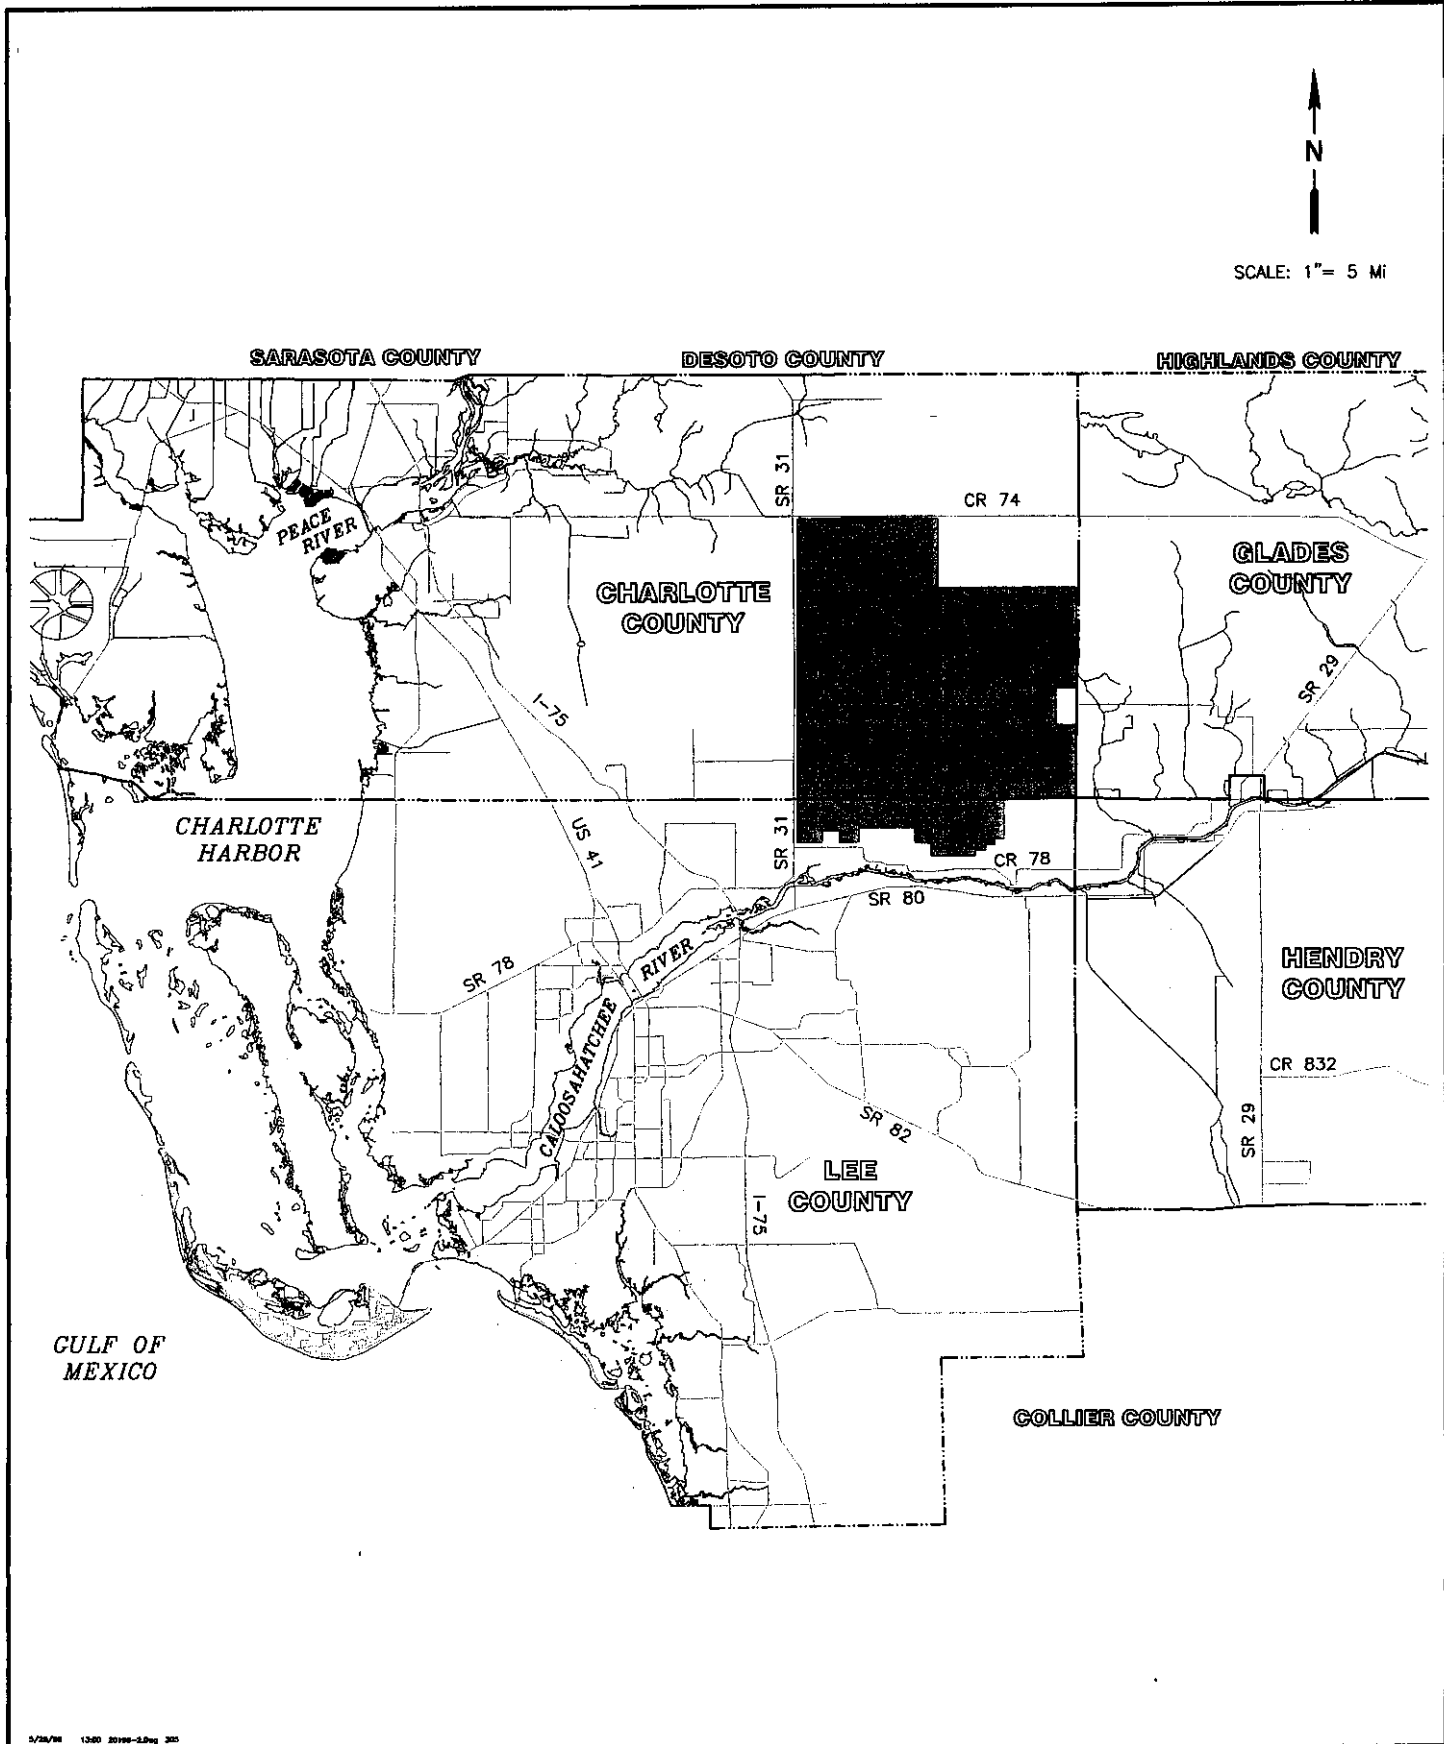 N
SCALE: 1"= 5 Mi
SARASOTA COUNTY
DESOTO COUNTY
HIGHLANDS COUNTY
SR 31
CR 74
PEACE
RIVER
GLADES
COUNTY
CHARLOTTE
COUNTY
SR 29
I-75
CHARLOTTE
HARBOR
US 41
SR 31
CR 78
SR 80
RIVER
SR 78
HENDRY
COUNTY
CALOOSAHATCHEE
CR 832
SR 82
SR 29
LEE
COUNTY
I-75
GULF OF
MEXICO
COLLIER COUNTY